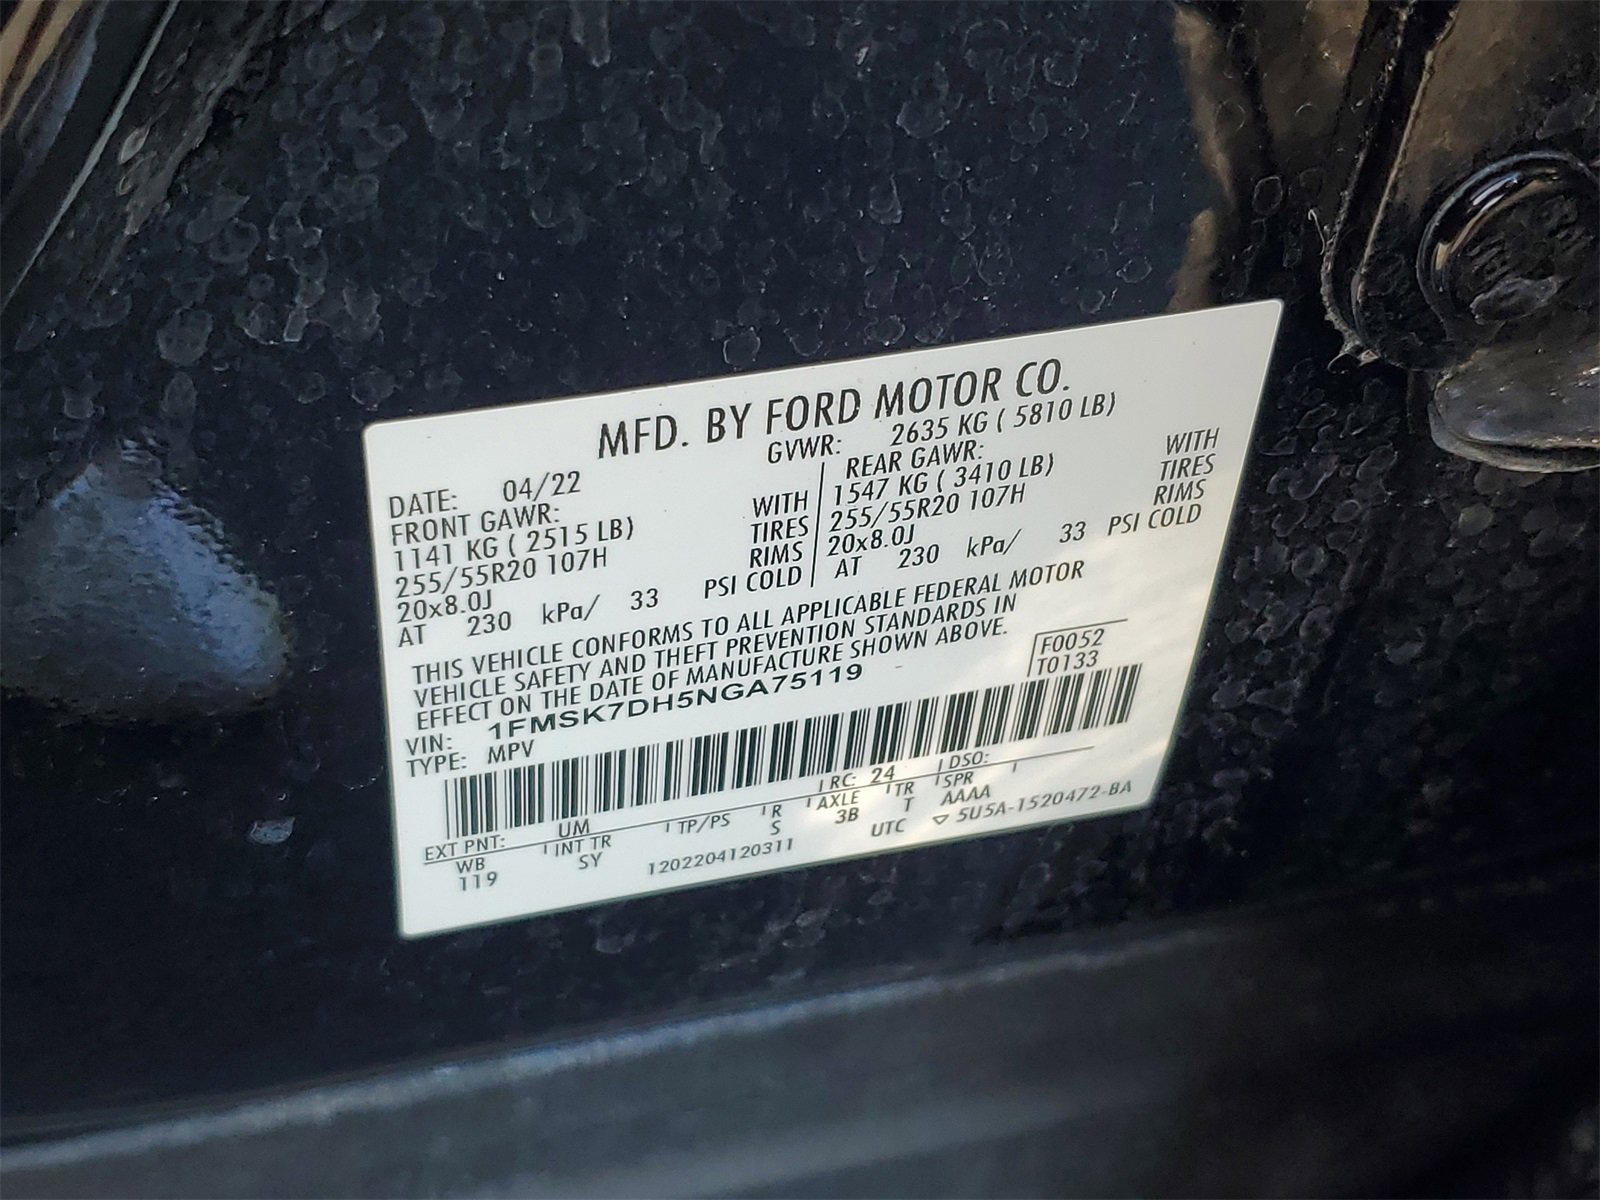 MFD. BY FORD MOTOR CO.
DATE: 04/22 GVWR: 2635 KG ( 5810 LB)
FRONT GAWR: REAR GAWR:
1141 KG ( 2515 LB) WITH 1547 KG ( 3410 LB) WITH
255/55R20 107H TIRES 255/55R20 107H TIRES
20x8.0J RIMS 20x8.0J RIMS
AT 230 kPa/ 33 PSI COLD AT 230 kPa/ 33 PSI COLD
THIS VEHICLE CONFORMS TO ALL APPLICABLE FEDERAL MOTOR
VEHICLE SAFETY AND THEFT PREVENTION STANDARDS IN
EFFECT ON THE DATE OF MANUFACTURE SHOWN ABOVE.
VIN: 1FMSK7DH5NGA75119 F0052
TYPE: MPV T0133
EXT PNT: UM RC: 24 DSO:
WB INT TR TP/PS R AXLE TR SPR
119 SY S 3B T AAAA
1202204120311 UTC ▽ 5U5A-1520472-BA